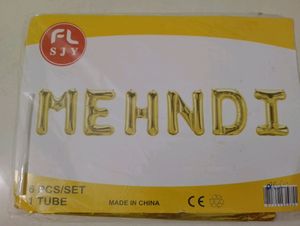 FL
SJY
MEHNDI
6 PCS/SET
1 TUBE
MADE IN CHINA
CE